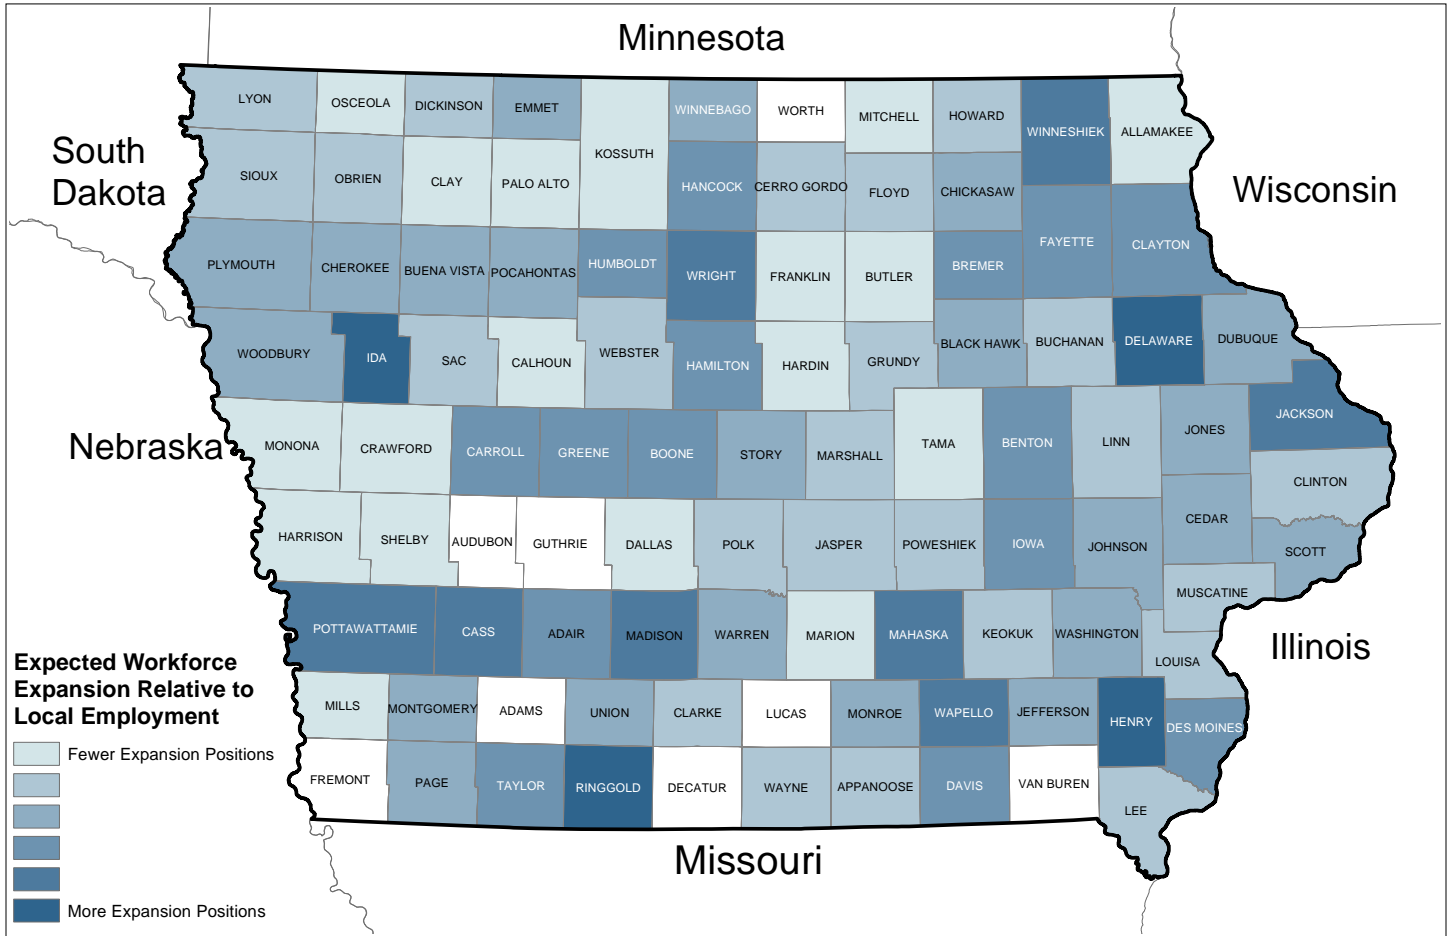 Minnesota
South
Dakota
Wisconsin
Nebraska
Illinois
Missouri
LYON
OSCEOLA
DICKINSON
EMMET
KOSSUTH
WINNEBAGO
WORTH
MITCHELL
HOWARD
WINNESHIEK
ALLAMAKEE
SIOUX
OBRIEN
CLAY
PALO ALTO
HANCOCK
CERRO GORDO
FLOYD
CHICKASAW
PLYMOUTH
CHEROKEE
BUENA VISTA
POCAHONTAS
HUMBOLDT
WRIGHT
FRANKLIN
BUTLER
BREMER
FAYETTE
CLAYTON
WOODBURY
IDA
SAC
CALHOUN
WEBSTER
HAMILTON
HARDIN
GRUNDY
BLACK HAWK
BUCHANAN
DELAWARE
DUBUQUE
MONONA
CRAWFORD
CARROLL
GREENE
BOONE
STORY
MARSHALL
TAMA
BENTON
LINN
JONES
JACKSON
CLINTON
HARRISON
SHELBY
AUDUBON
GUTHRIE
DALLAS
POLK
JASPER
POWESHIEK
IOWA
JOHNSON
CEDAR
SCOTT
MUSCATINE
POTTAWATTAMIE
CASS
ADAIR
MADISON
WARREN
MARION
MAHASKA
KEOKUK
WASHINGTON
LOUISA
MILLS
MONTGOMERY
ADAMS
UNION
CLARKE
LUCAS
MONROE
WAPELLO
JEFFERSON
HENRY
DES MOINES
FREMONT
PAGE
TAYLOR
RINGGOLD
DECATUR
WAYNE
APPANOOSE
DAVIS
VAN BUREN
LEE
Expected Workforce
Expansion Relative to
Local Employment
Fewer Expansion Positions
More Expansion Positions